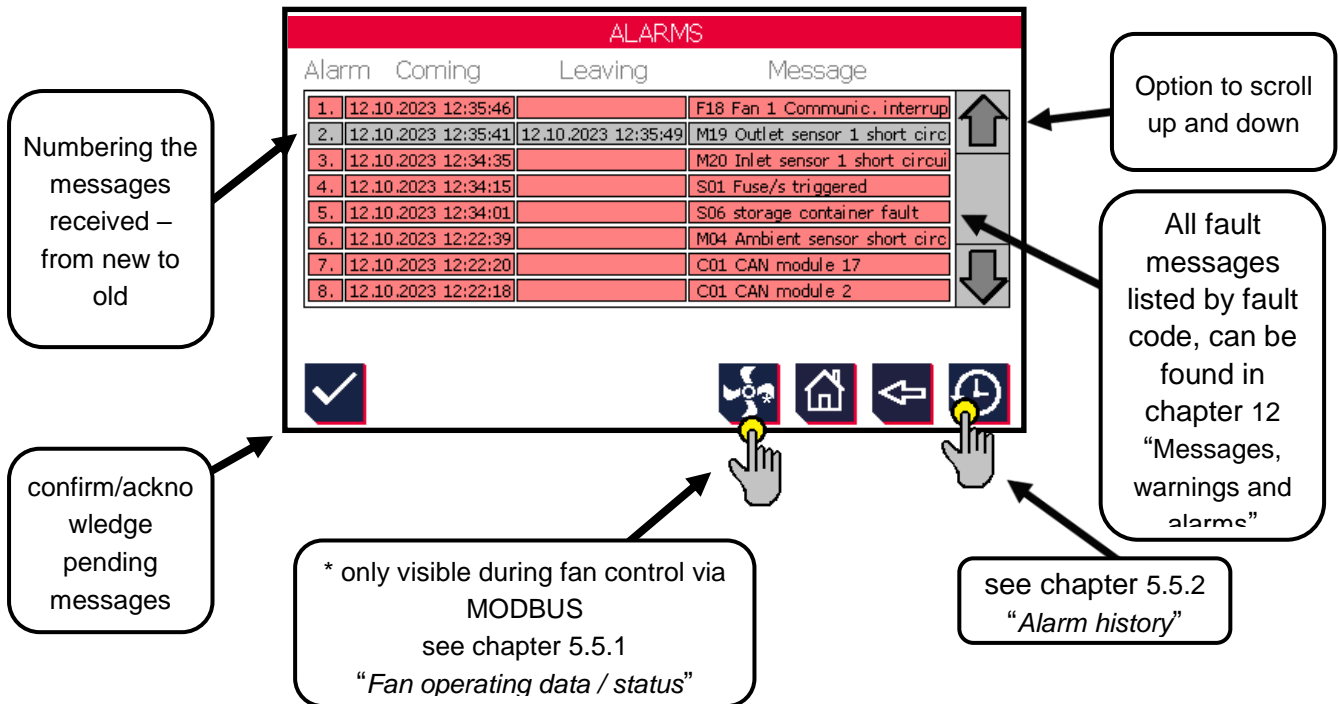 ALARMS
Alarm Coming Leaving Message
1. 12.10.2023 12:35:46 F18 Fan 1 Communic. interrup
2. 12.10.2023 12:35:41 12.10.2023 12:35:49 M19 Outlet sensor 1 short circ
3. 12.10.2023 12:34:35 M20 Inlet sensor 1 short circui
4. 12.10.2023 12:34:15 S01 Fuse/s triggered
5. 12.10.2023 12:34:01 S06 storage container fault
6. 12.10.2023 12:22:39 M04 Ambient sensor short circ
7. 12.10.2023 12:22:20 C01 CAN module 17
8. 12.10.2023 12:22:18 C01 CAN module 2
Numbering the
messages
received –
from new to
old
confirm/ackno
wledge
pending
messages
Option to scroll
up and down
All fault
messages
listed by fault
code, can be
found in
chapter 12
“Messages,
warnings and
alarms”
* only visible during fan control via
MODBUS
see chapter 5.5.1
“Fan operating data / status”
see chapter 5.5.2
“Alarm history”